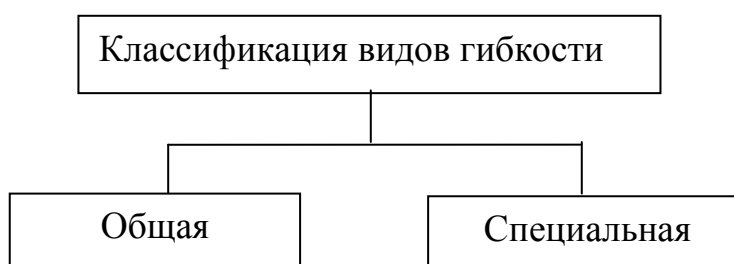 Классификация видов гибкости
Общая
Специальная